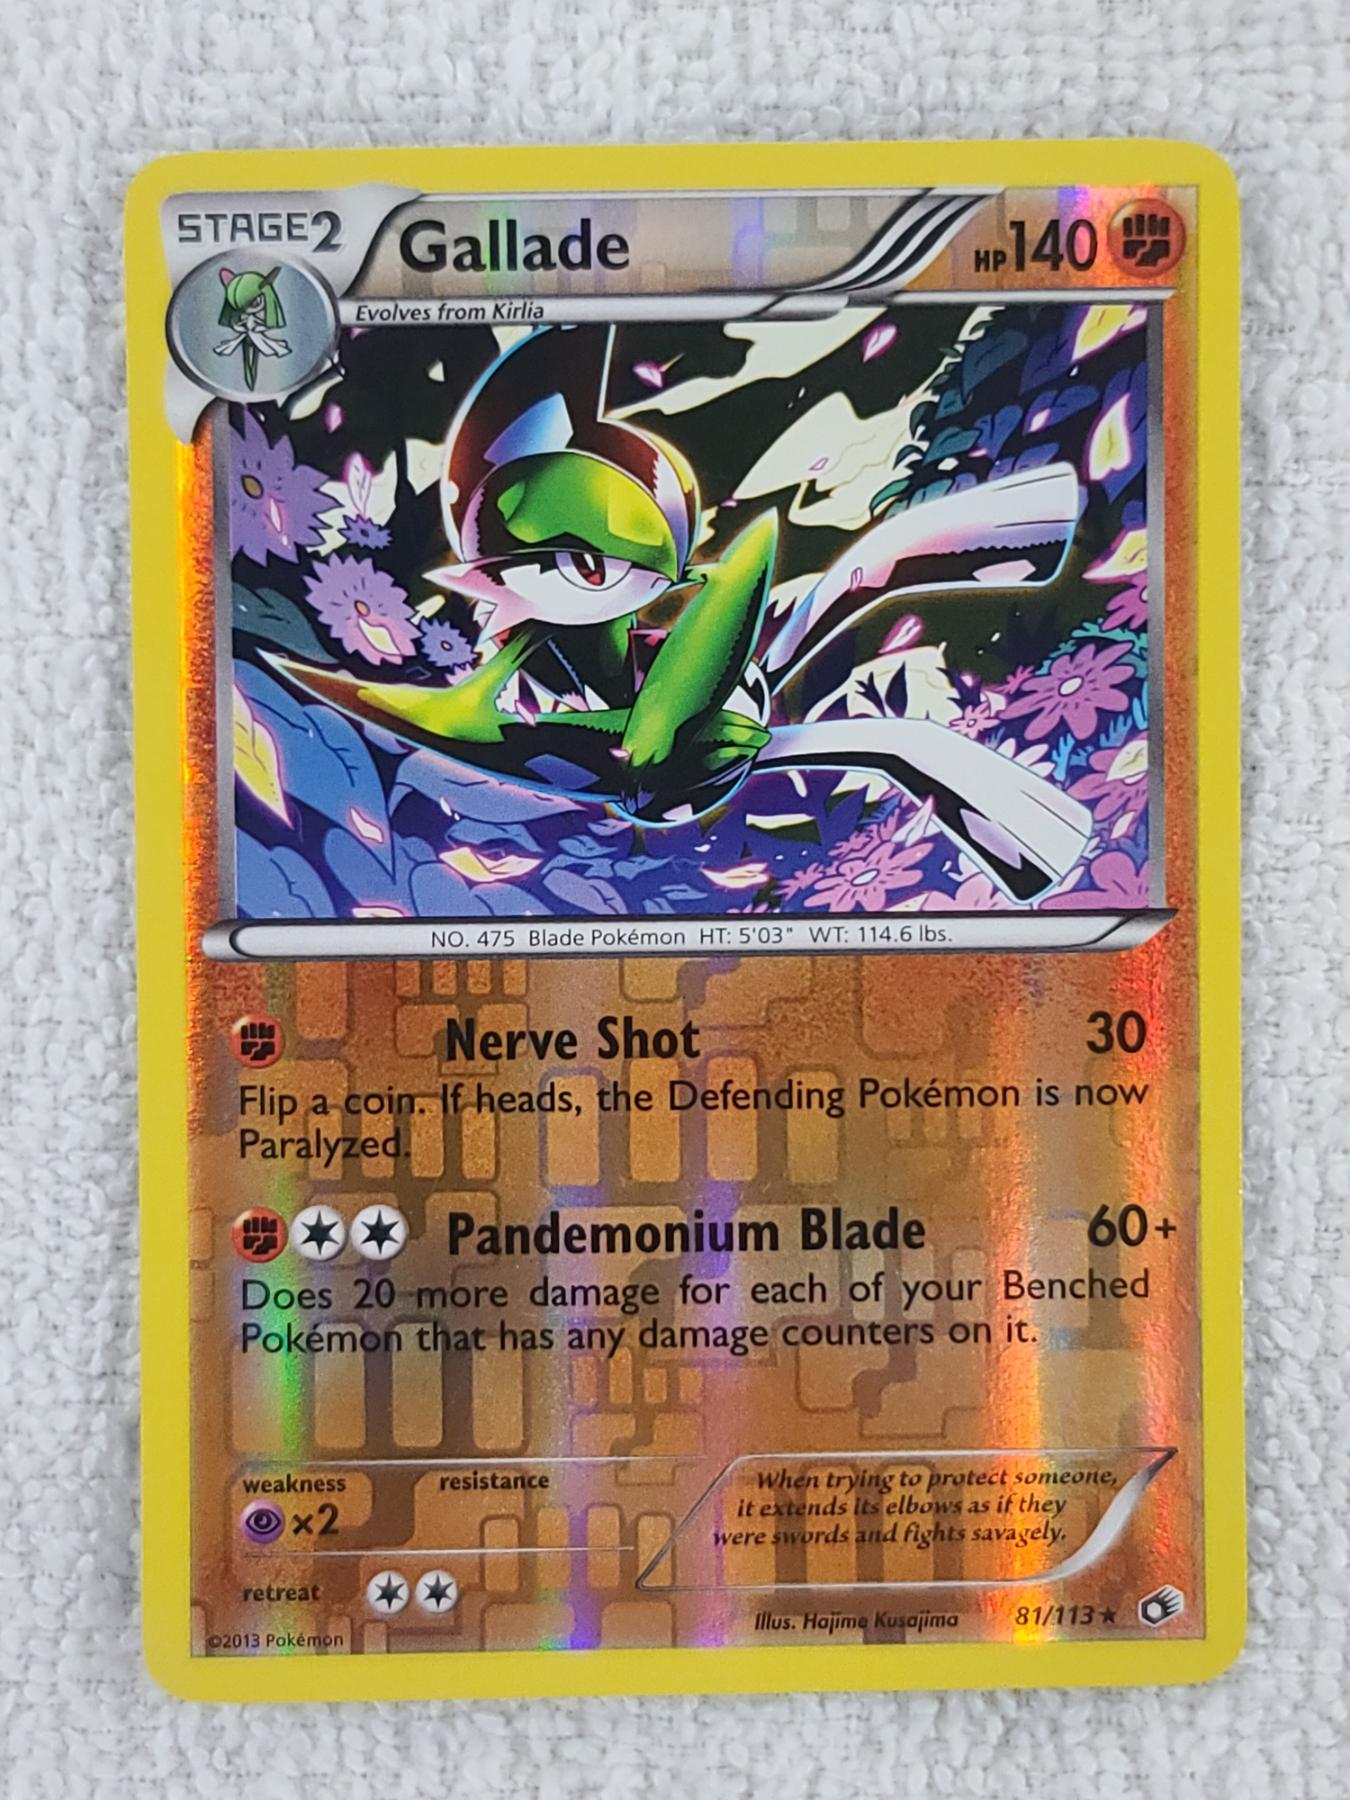 STAGE2
Gallade
HP140
Evolves from Kirlia
NO. 475 Blade Pokémon HT: 5'03" WT: 114.6 lbs.
Nerve Shot 30
Flip a coin. If heads, the Defending Pokémon is now
Paralyzed.
Pandemonium Blade 60+
Does 20 more damage for each of your Benched
Pokémon that has any damage counters on it.
weakness resistance
×2
When trying to protect someone,
it extends its elbows as if they
were swords and fights savagely.
retreat
Illus. Hajime Kusajima 81/113 ★
©2013 Pokémon